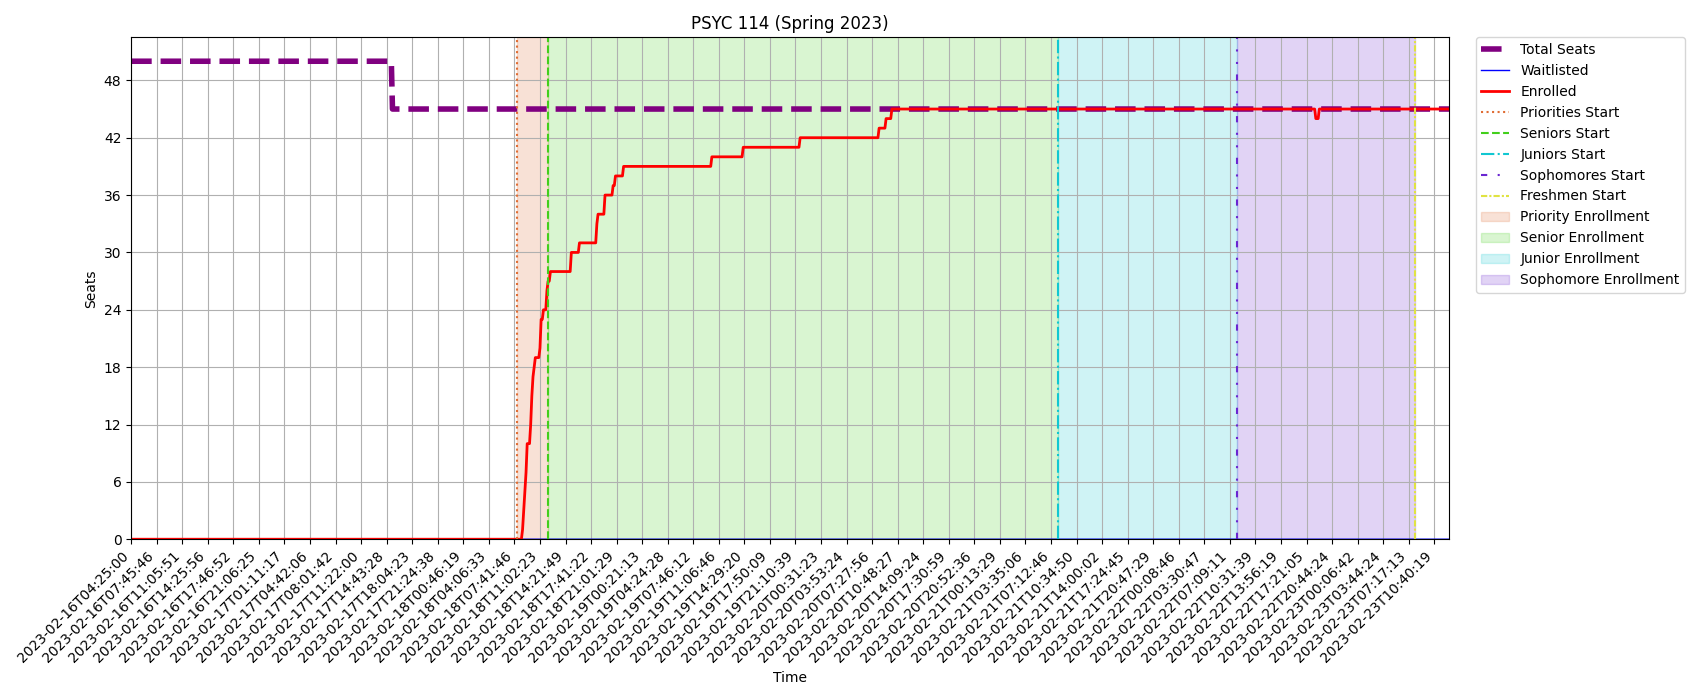 PSYC 114 (Spring 2023)
Seats
48
42
36
30
24
18
12
6
0
2023-02-16T04:25:00
2023-02-16T07:45:46
2023-02-16T11:05:51
2023-02-16T14:25:56
2023-02-16T17:46:52
2023-02-16T21:06:25
2023-02-17T01:11:17
2023-02-17T04:42:06
2023-02-17T08:01:42
2023-02-17T11:22:00
2023-02-17T14:43:28
2023-02-17T18:04:23
2023-02-17T21:24:38
2023-02-18T00:46:19
2023-02-18T04:06:33
2023-02-18T07:41:46
2023-02-18T11:02:23
2023-02-18T14:21:49
2023-02-18T17:41:22
2023-02-18T21:01:29
2023-02-19T00:21:13
2023-02-19T04:24:28
2023-02-19T07:46:12
2023-02-19T11:06:46
2023-02-19T14:29:20
2023-02-19T17:50:09
2023-02-19T21:10:39
2023-02-20T00:31:23
2023-02-20T03:53:24
2023-02-20T07:27:56
2023-02-20T10:48:27
2023-02-20T14:09:24
2023-02-20T17:30:59
2023-02-20T20:52:36
2023-02-21T00:13:29
2023-02-21T03:35:06
2023-02-21T07:12:46
2023-02-21T10:34:50
2023-02-21T14:00:02
2023-02-21T17:24:45
2023-02-21T20:47:29
2023-02-22T00:08:46
2023-02-22T03:30:47
2023-02-22T07:09:11
2023-02-22T10:31:39
2023-02-22T13:56:19
2023-02-22T17:21:05
2023-02-22T20:44:24
2023-02-23T00:06:42
2023-02-23T03:44:24
2023-02-23T07:17:13
2023-02-23T10:40:19
Time
Total Seats
Waitlisted
Enrolled
Priorities Start
Seniors Start
Juniors Start
Sophomores Start
Freshmen Start
Priority Enrollment
Senior Enrollment
Junior Enrollment
Sophomore Enrollment